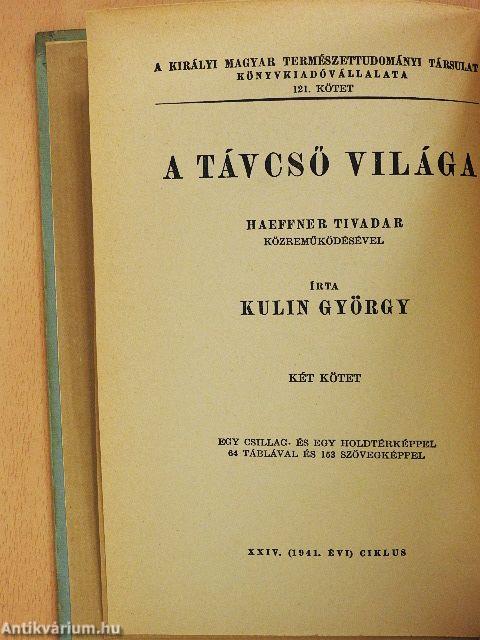 A KIRÁLYI MAGYAR TERMÉSZETTUDOMÁNYI TÁRSULAT
KÖNYVKIADÓVÁLLALATA
121. KÖTET
A TÁVCSŐ VILÁGA
HAEFFNER TIVADAR
KÖZREMŰKÖDÉSÉVEL
ÍRTA
KULIN GYÖRGY
KÉT KÖTET
EGY CSILLAG- ÉS EGY HOLDTÉRKÉPPEL
64 TÁBLÁVAL ÉS 153 SZÖVEGKÉPPEL
XXIV. (1941. ÉVI) CIKLUS
Antikvárium.hu